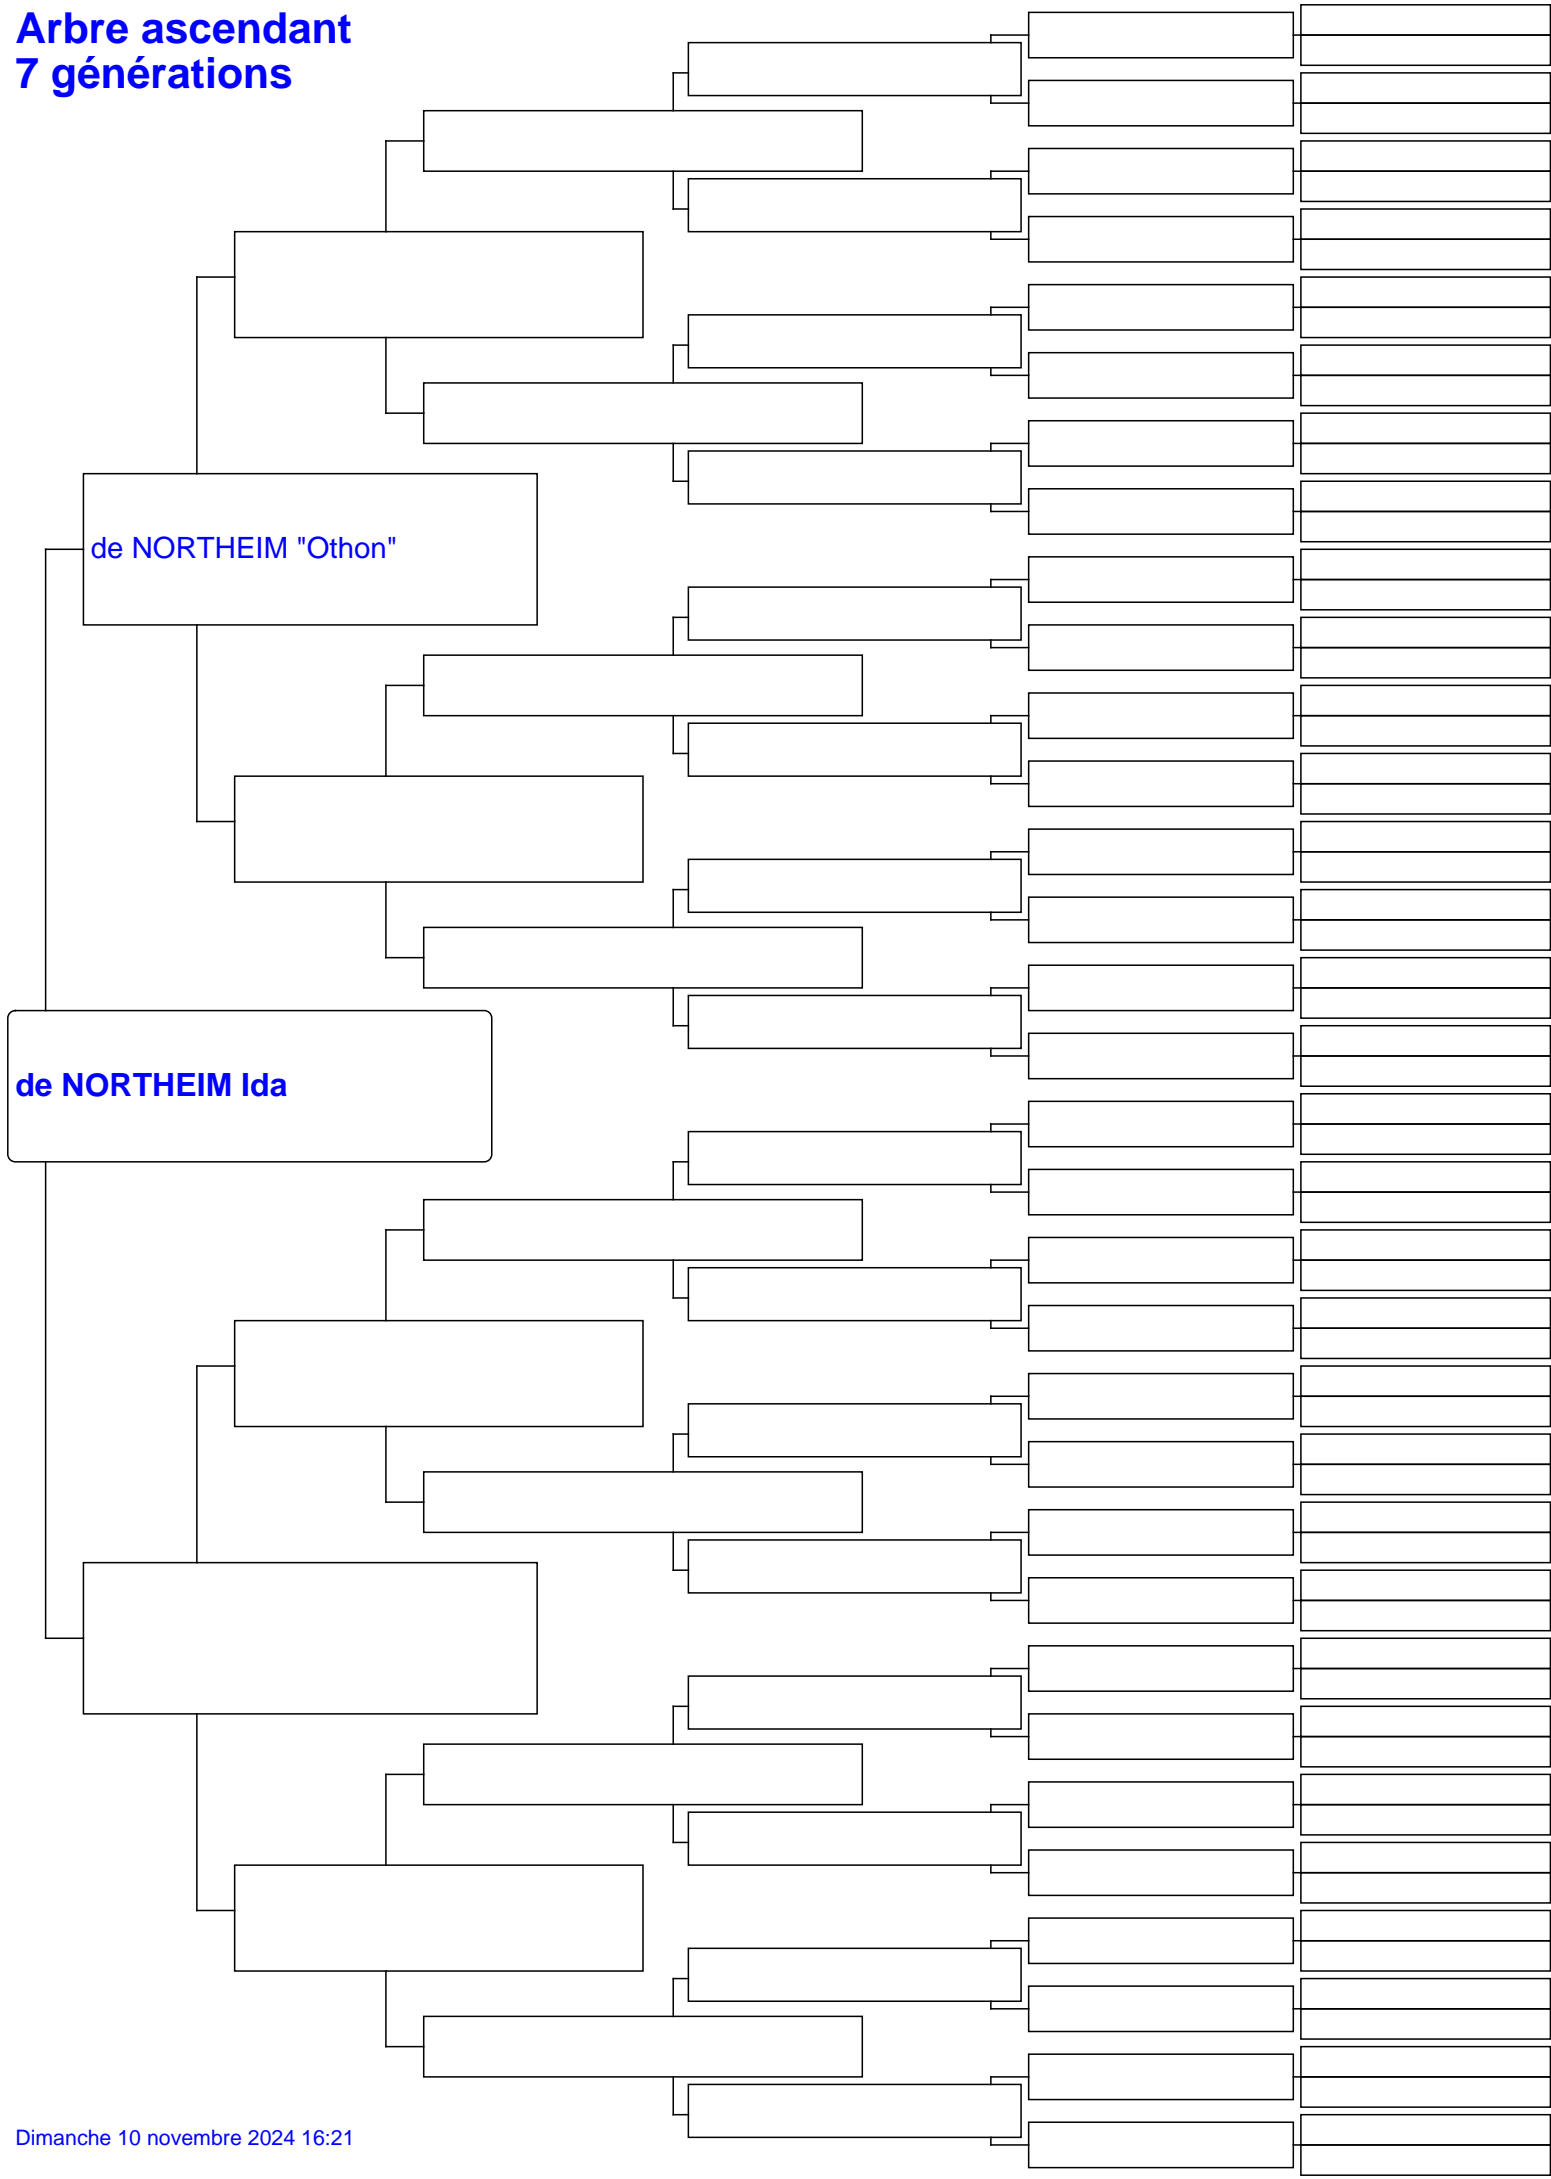 Arbre ascendant
7 générations
de NORTHEIM "Othon"
de NORTHEIM Ida
Dimanche 10 novembre 2024 16:21